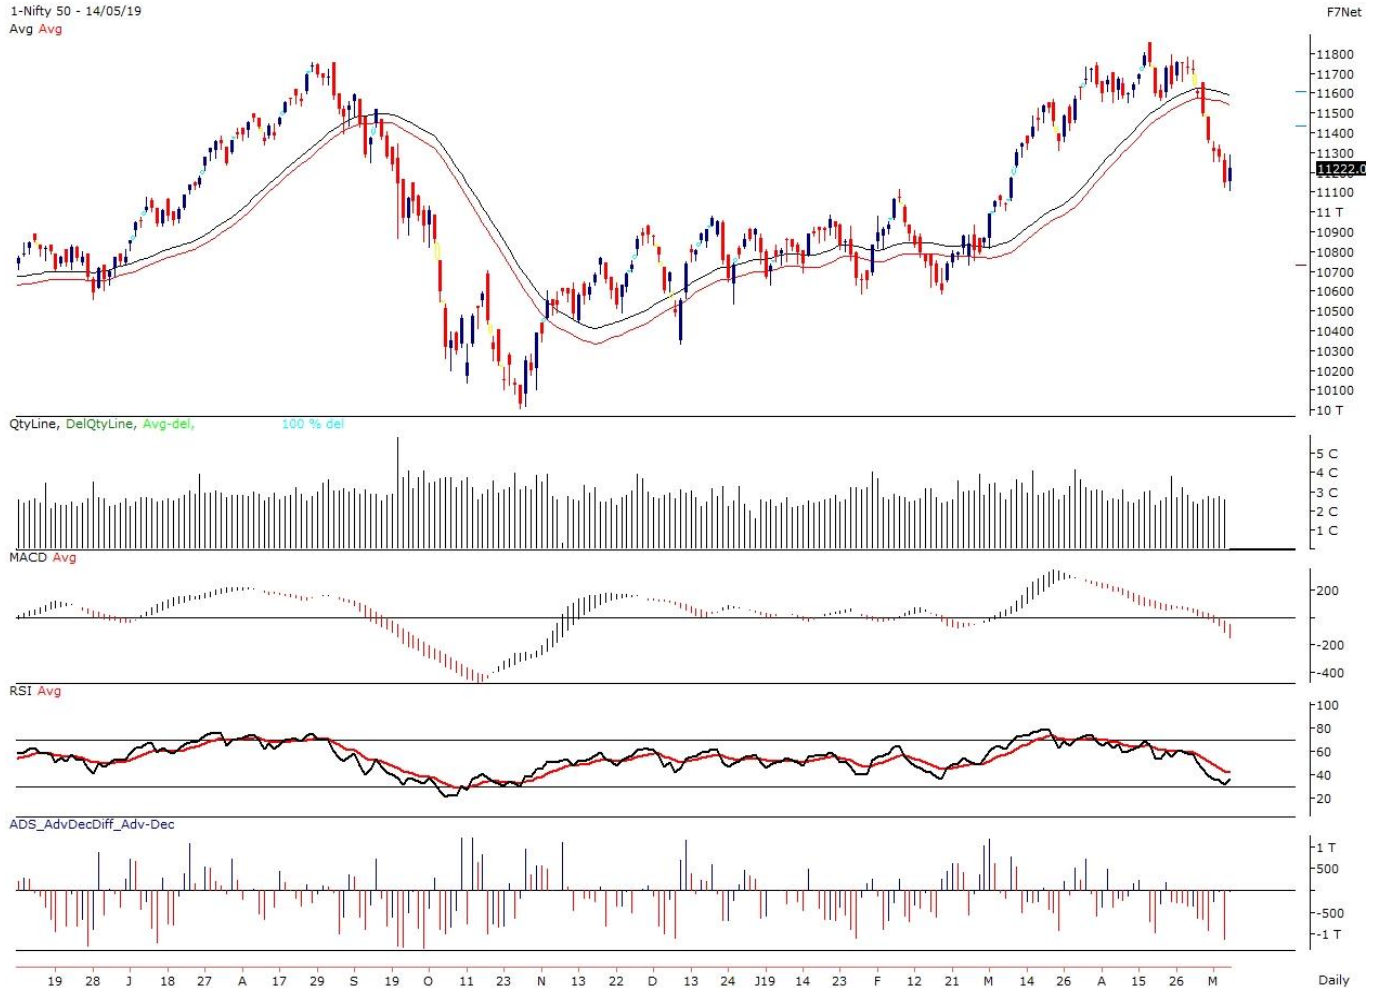 1-Nifty 50 - 14/05/19
F7Net
Avg Avg
11800
11700
11600
11500
11400
11300
11222.0
11100
11 T
10900
10800
10700
10600
10500
10400
10300
10200
10100
10 T
QtyLine, DelQtyLine, Avg-del, 100 % del
5 C
4 C
3 C
2 C
1 C
MACD Avg
200
-200
-400
RSI Avg
100
80
60
40
20
ADS_AdvDecDiff_Adv-Dec
1 T
500
-500
-1 T
19 28 J 18 27 A 17 29 S 19 O 11 23 N 13 22 D 13 24 J19 14 23 F 12 21 M 14 26 A 15 26 M Daily